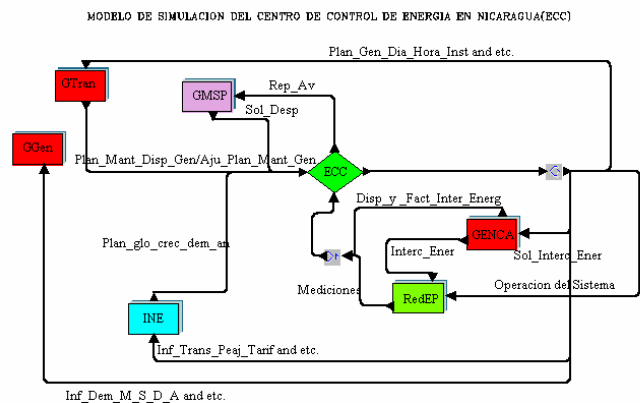 MODELO DE SIMULACION DEL CENTRO DE CONTROL DE ENERGIA EN NICARAGUA(ECC)
Plan_Gen_Dia_Hora_Inst and etc.
GTran
GMSP
Rep_Av
Sol_Desp
GGen
Plan_Mant_Disp_Gen/Aju_Plan_Mant_Gen
ECC
Disp_y _Fact_Inter_Energ
GENCA
Plan_glo_crec_dem_an
Interc_Ener
Sol_Interc_Ener
Mediciones
Operacion del Sistema
RedEP
INE
Inf_Trans_Peaj_Tarif and etc.
Inf_Dem_M_S_D_A and etc.